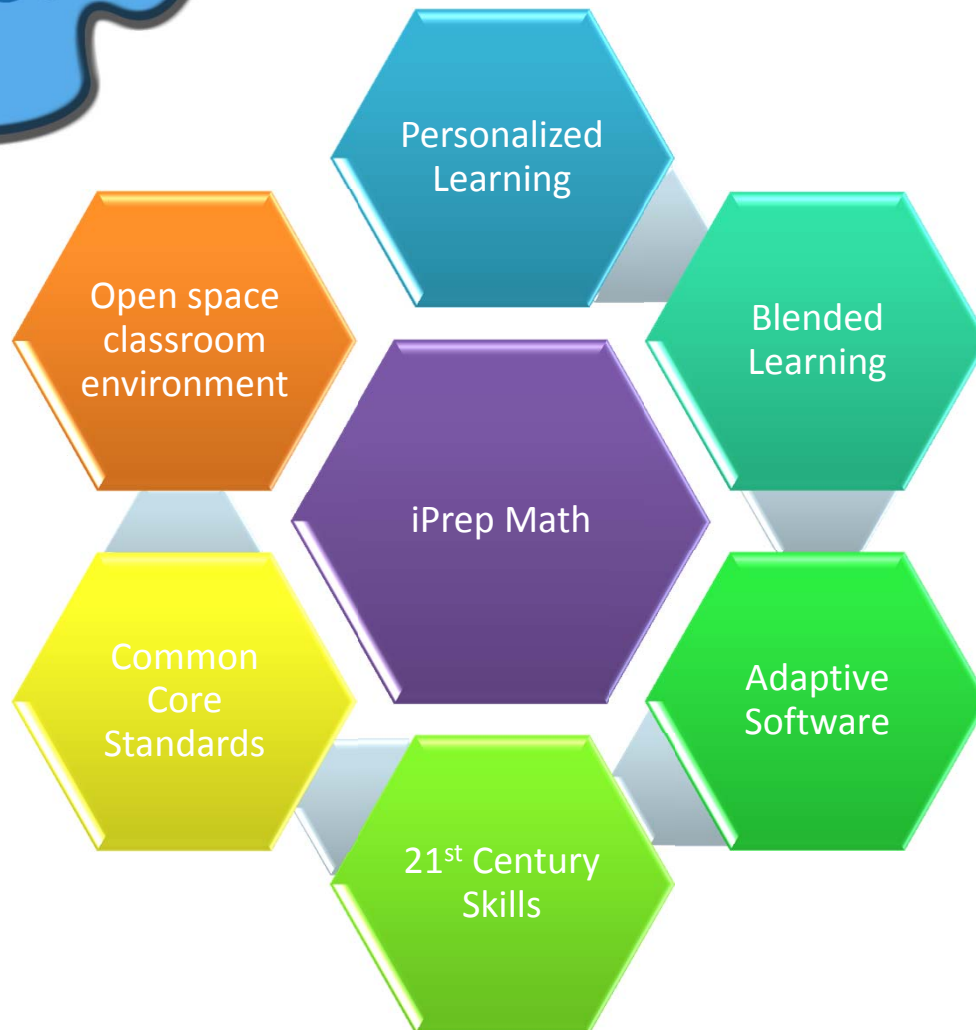 Personalized
Learning
Open space
classroom
environment
Blended
Learning
iPrep Math
Common
Core
Standards
Adaptive
Software
21st Century
Skills